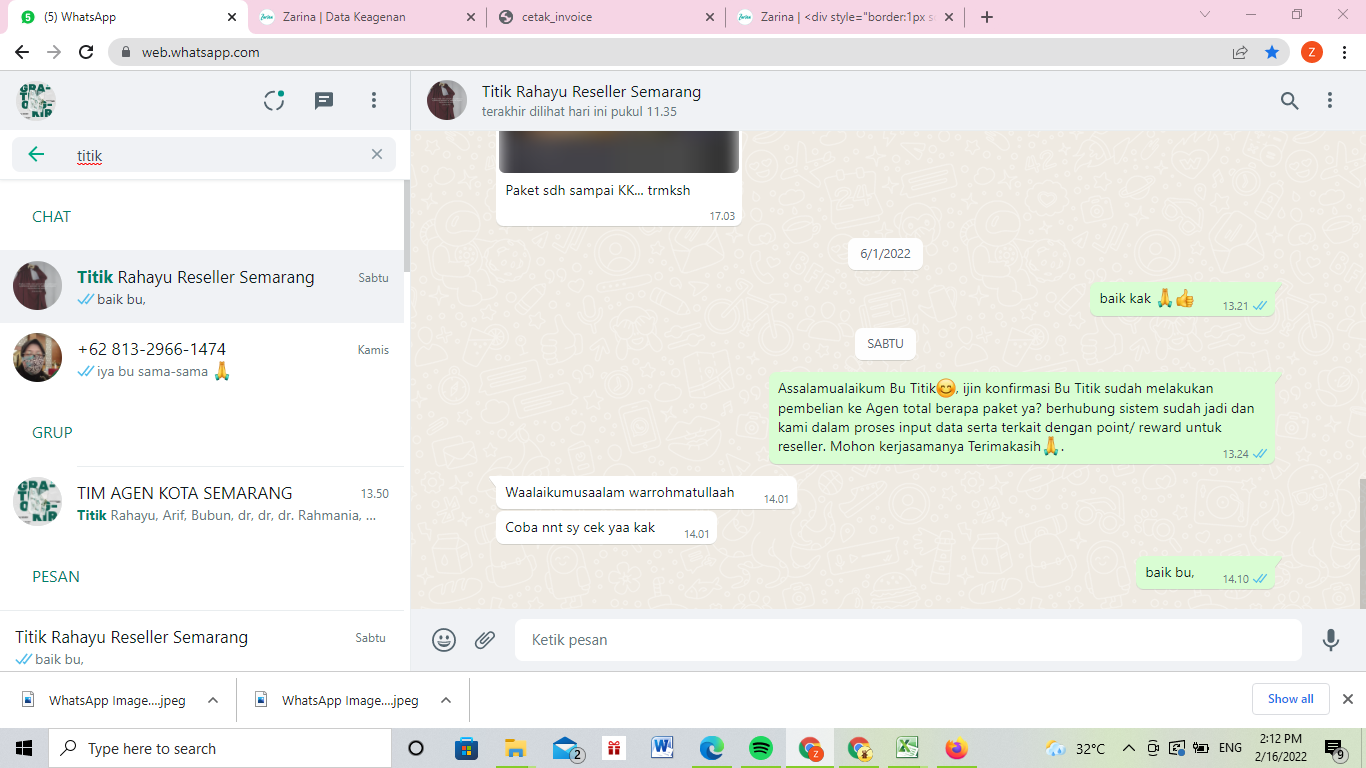 (5) WhatsApp
Zarina | Data Keagenan
cetak_invoice
Zarina | <div style="border:1px s
web.whatsapp.com
Z
titik
CHAT
Titik Rahayu Reseller Semarang
Sabtu
baik bu,
+62 813-2966-1474
Kamis
iya bu sama-sama 🙏
GRUP
TIM AGEN KOTA SEMARANG
13.50
Titik Rahayu, Arif, Bubun, dr, dr, dr. Rahmania, ...
PESAN
Titik Rahayu Reseller Semarang
Sabtu
baik bu,
Titik Rahayu Reseller Semarang
terakhir dilihat hari ini pukul 11.35
Paket sdh sampai KK... trmksh
17.03
6/1/2022
baik kak 🙏👍
13.21
SABTU
Assalamualaikum Bu Titik😊, ijin konfirmasi Bu Titik sudah melakukan
pembelian ke Agen total berapa paket ya? berhubung sistem sudah jadi dan
kami dalam proses input data serta terkait dengan point/ reward untuk
reseller. Mohon kerjasamanya Terimakasih🙏.
13.24
Waalaikumusaalam warrohmatullaah
14.01
Coba nnt sy cek yaa kak
14.01
baik bu,
14.10
Ketik pesan
WhatsApp Image....jpeg
WhatsApp Image....jpeg
Show all
Type here to search
2
32°C
ENG
2:12 PM
2/16/2022
9